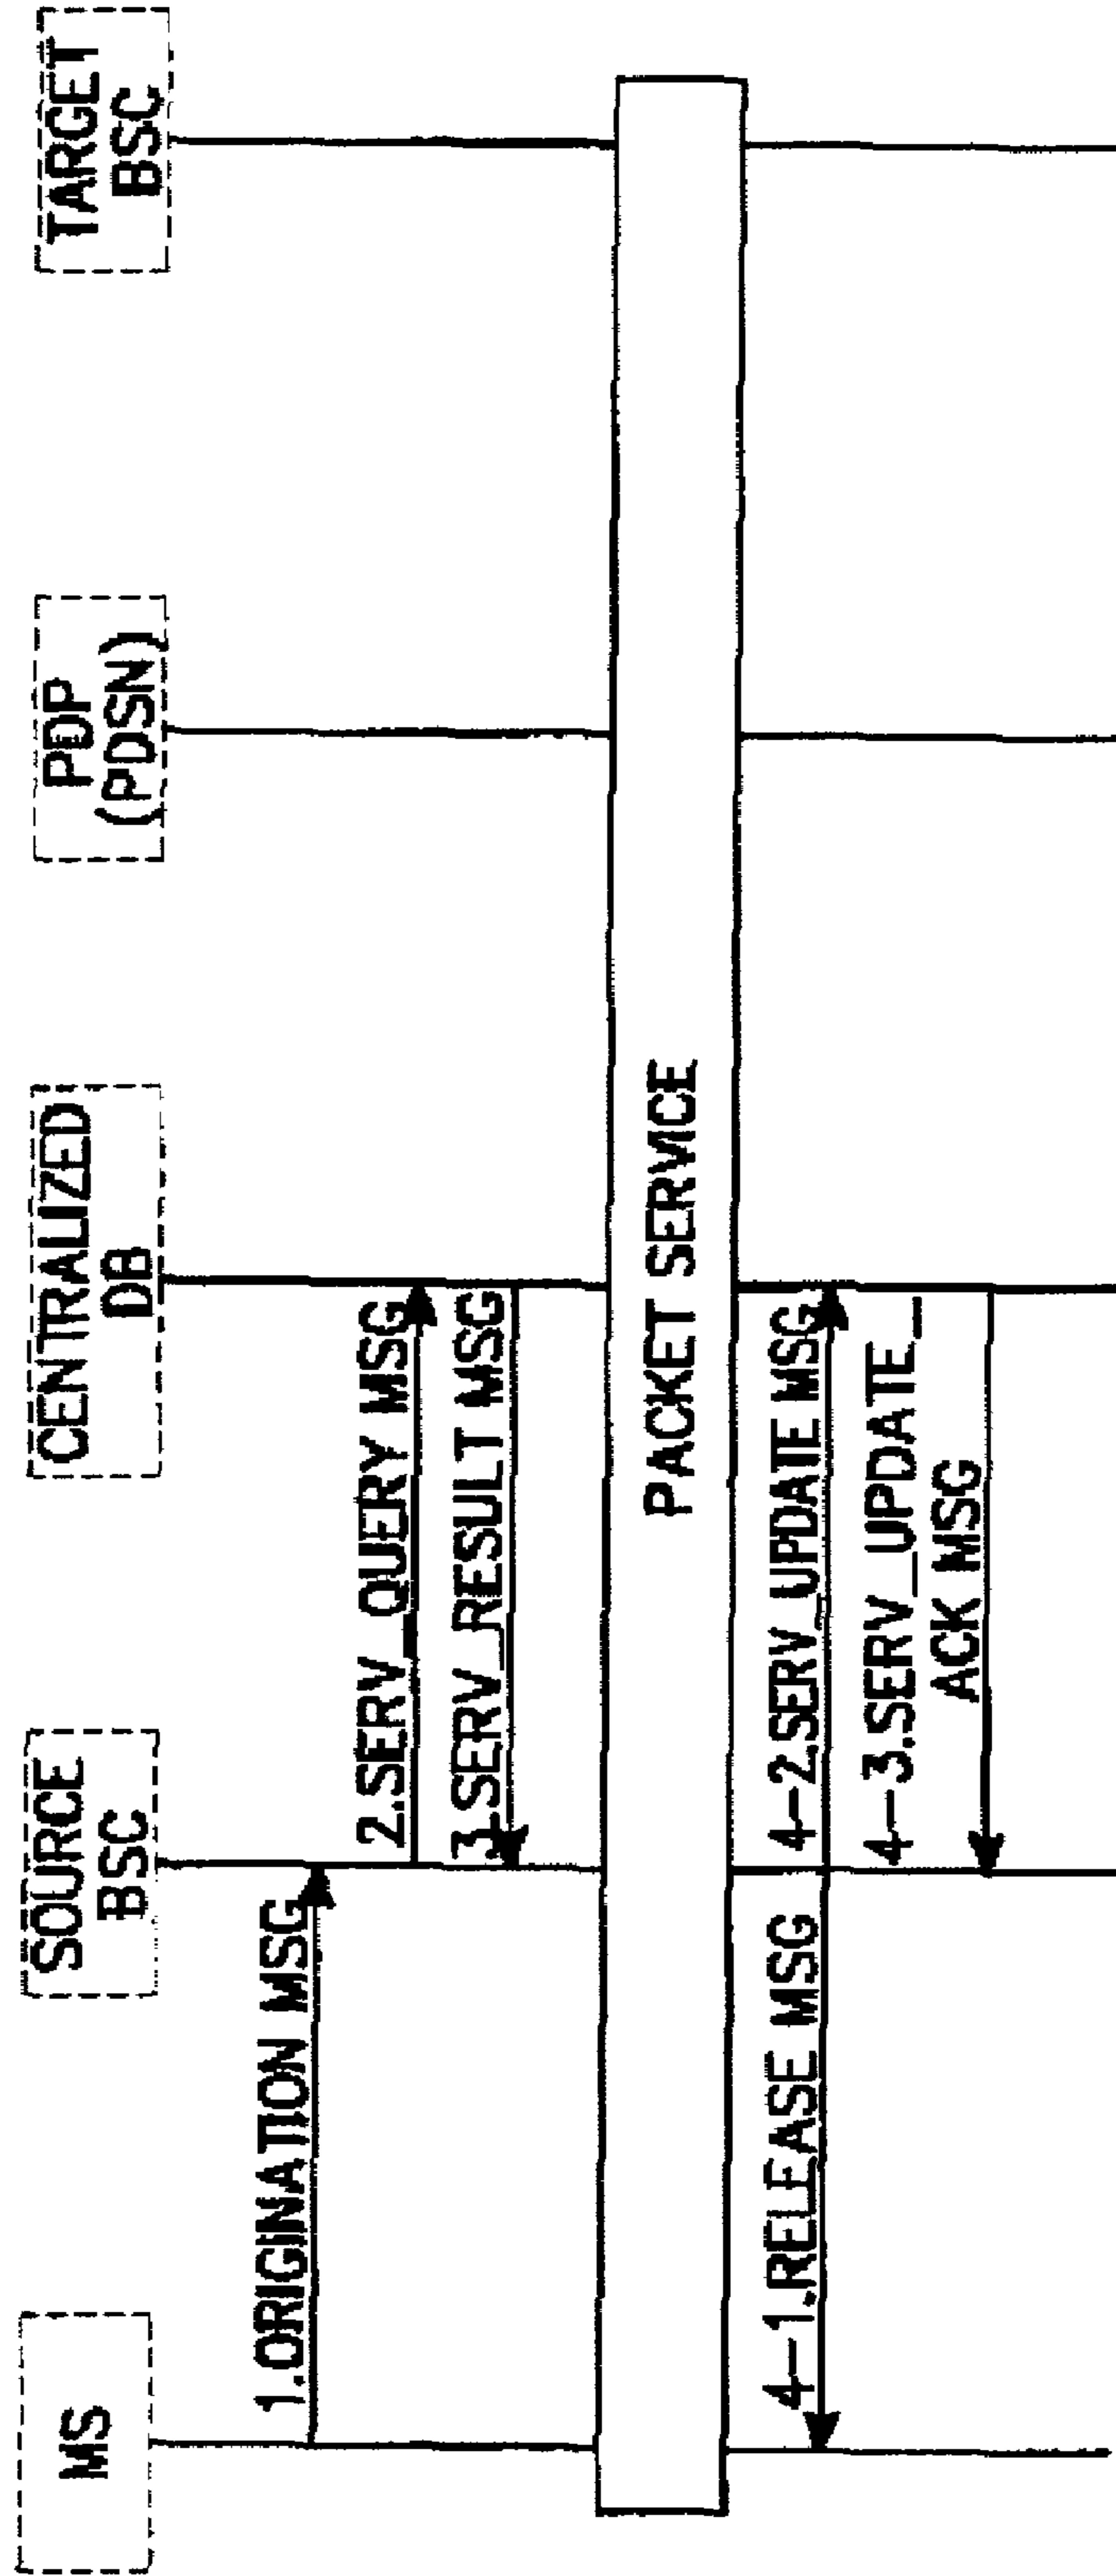 MS
SOURCE
BSC
CENTRALIZED
DB
PDP
(PDSN)
TARGET
BSC
1.ORIGINATION MSG
2.SERV_QUERY MSG
3.SERV_RESULT MSG
PACKET SERVICE
4-1.RELEASE MSG
4-2.SERV_UPDATE MSG
4-3.SERV_UPDATE_
ACK MSG